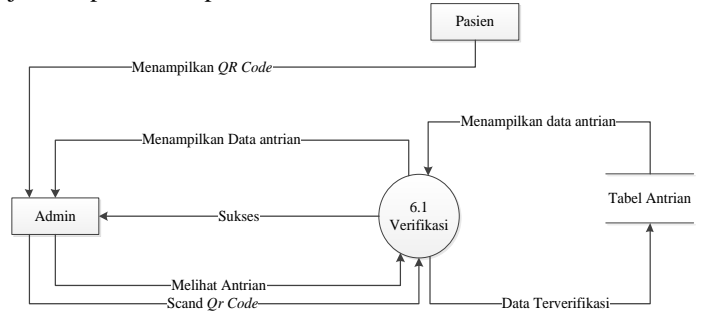 Pasien
Menampilkan QR Code
Menampilkan data antrian
Menampilkan Data antrian
6.1
Verifikasi
Tabel Antrian
Admin
Sukses
Melihat Antrian
Scand Qr Code
Data Terverifikasi